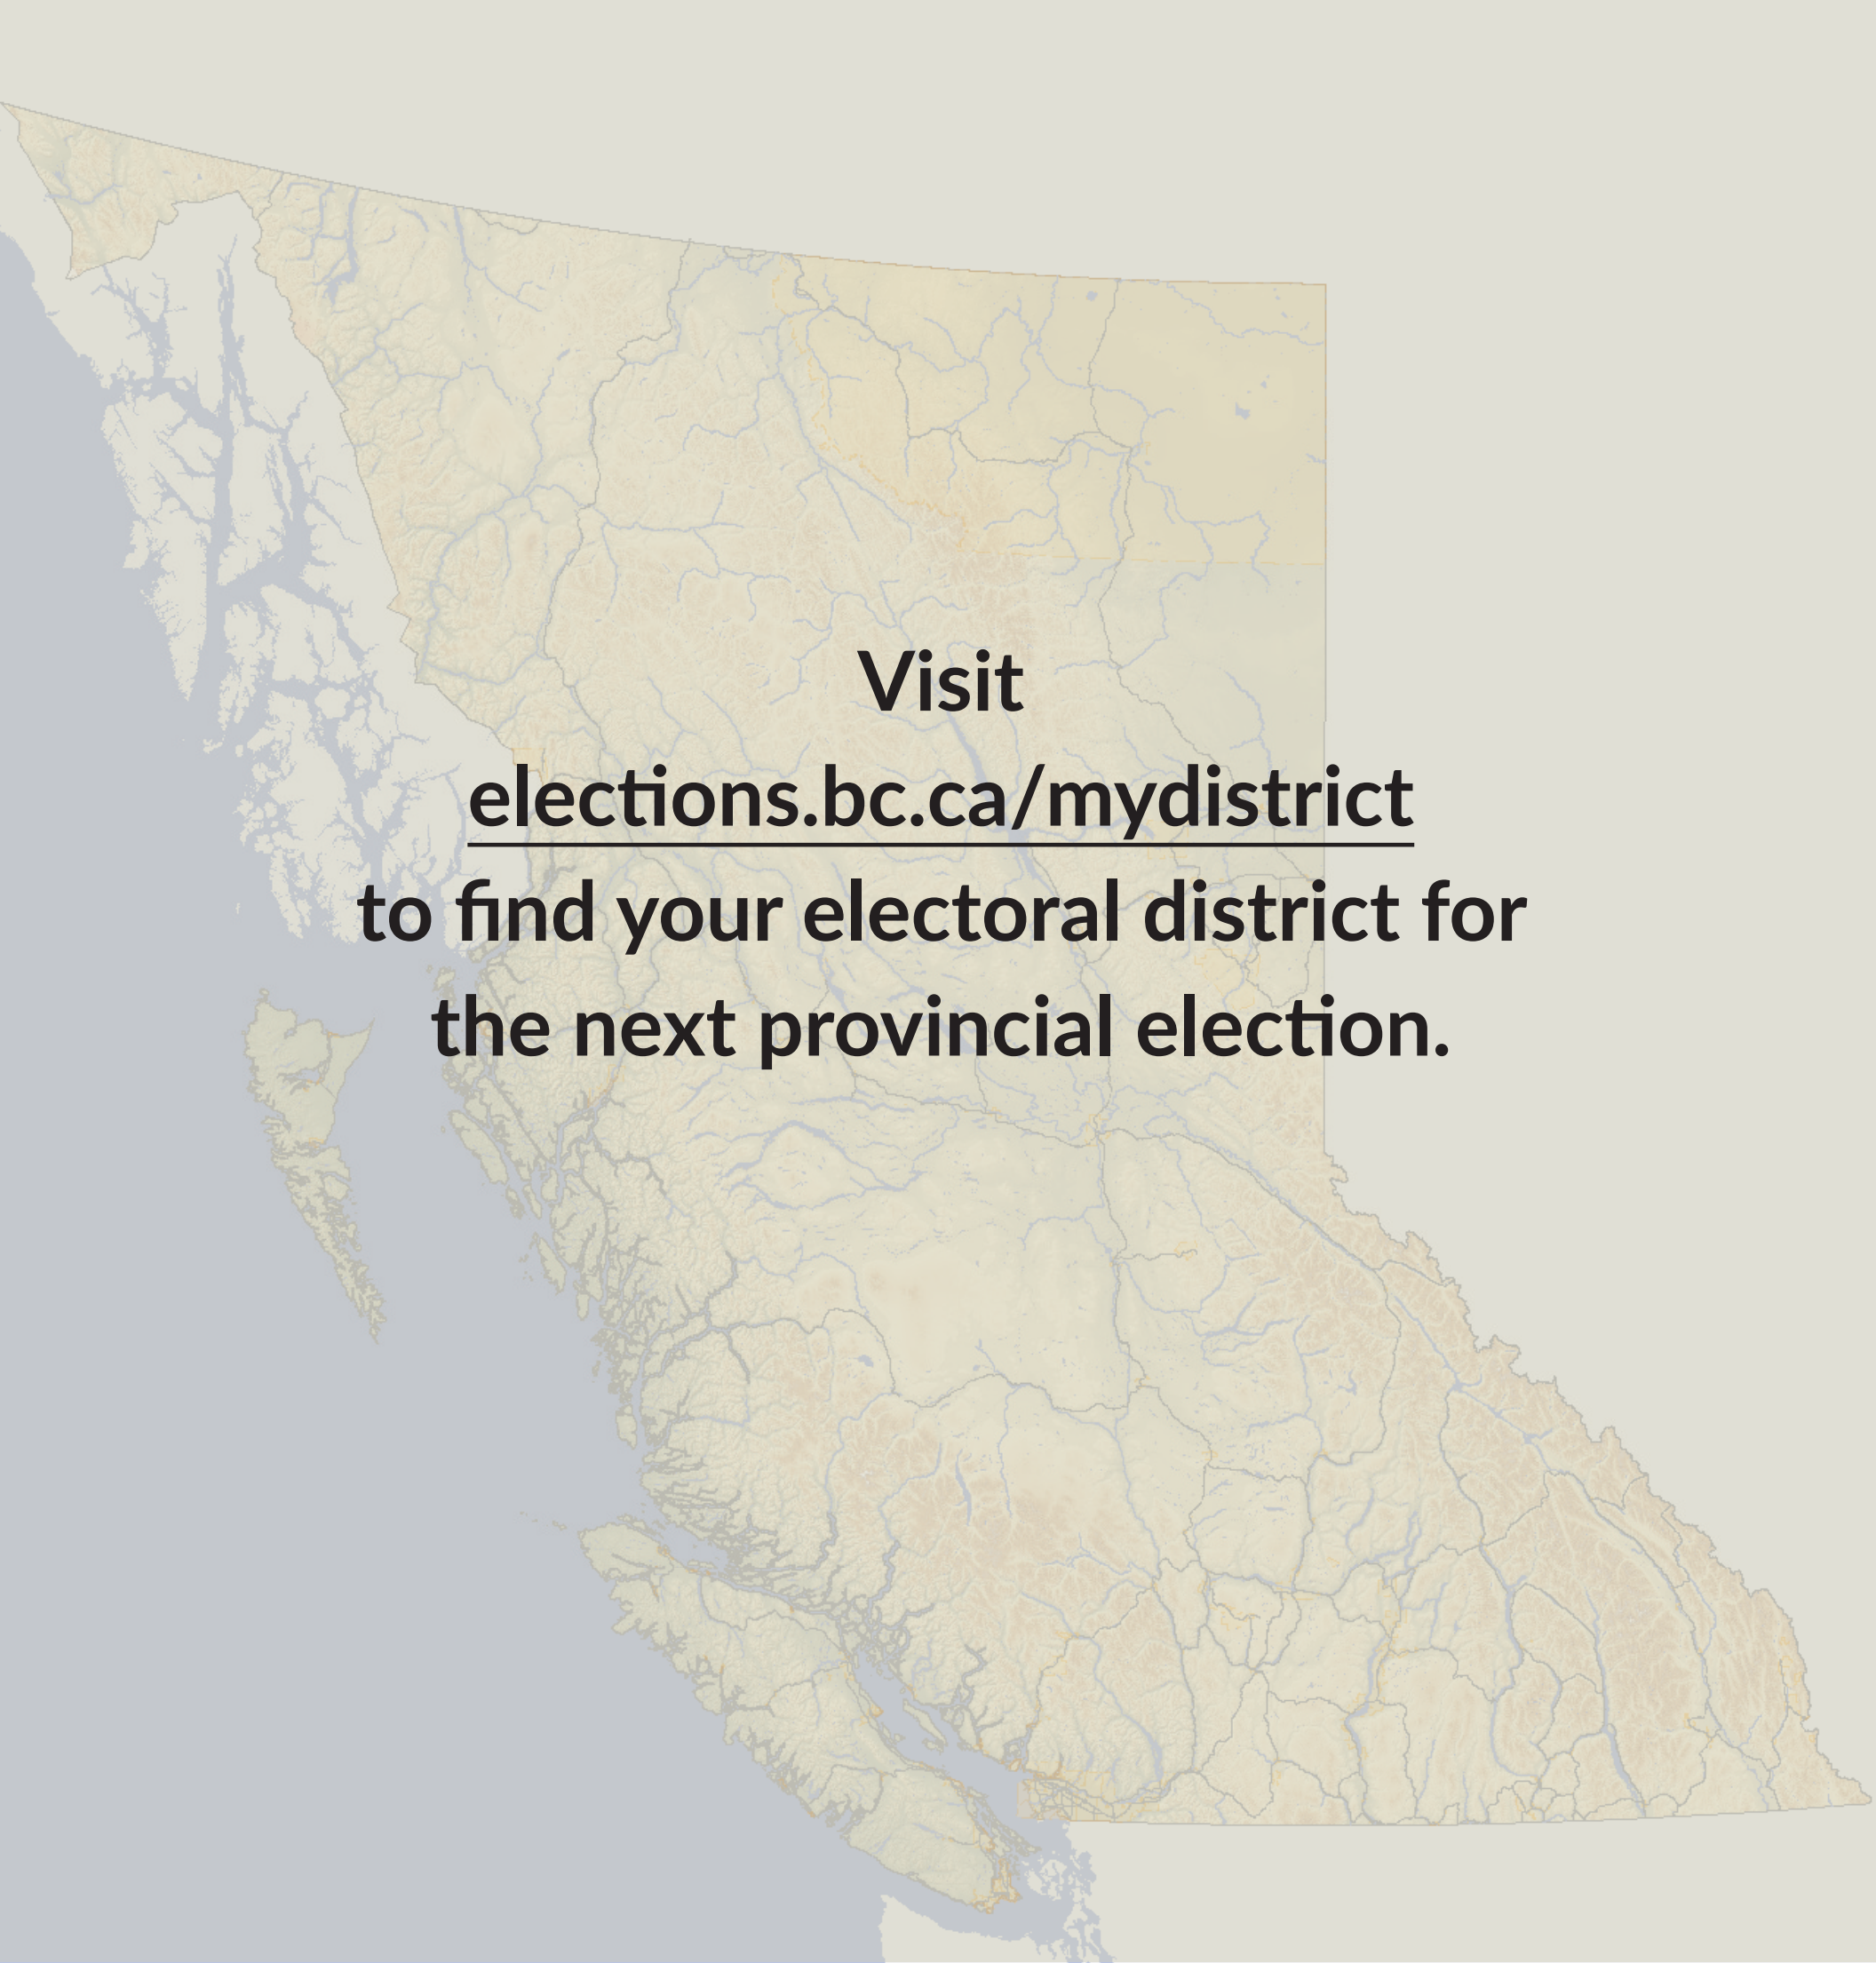 Visit
elections.bc.ca/mydistrict
to find your electoral district for
the next provincial election.